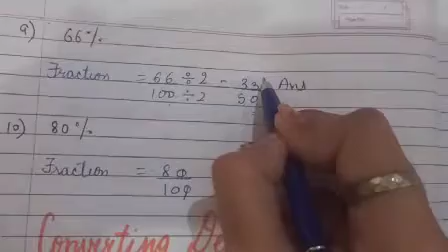 9) 66%
Fraction = 66 ÷ 2 = 33 Ans
100 ÷ 2 50
10) 80%
Fraction = 80
100
Converting